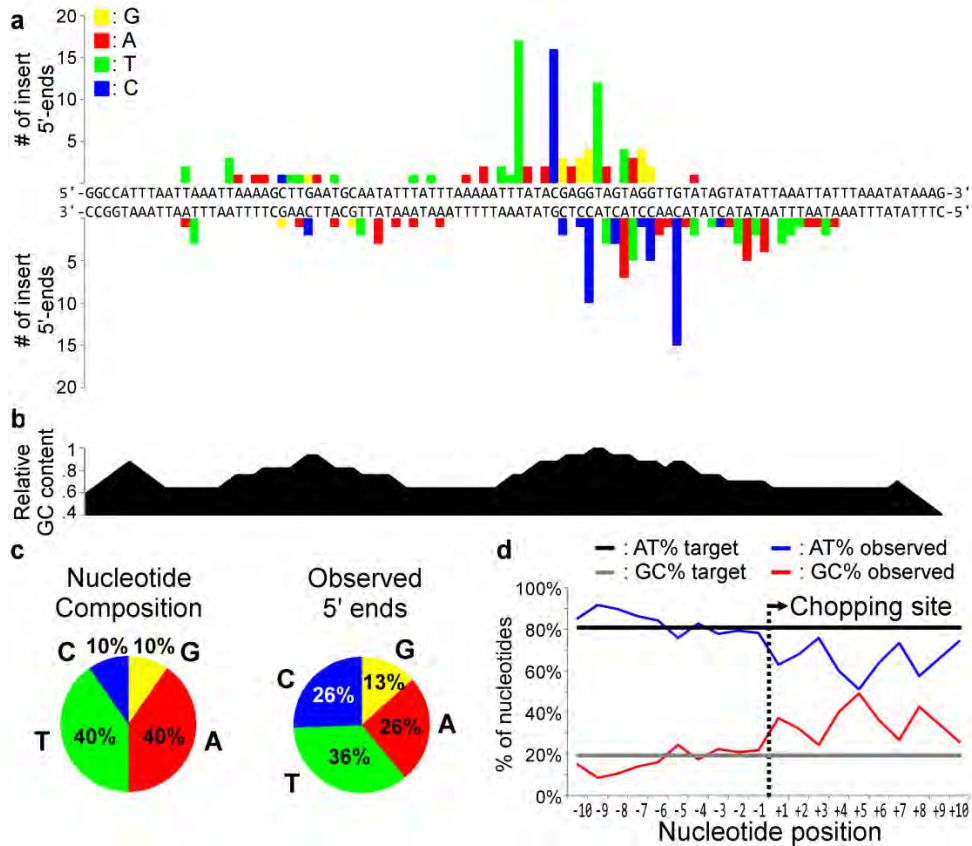 a
20
15
10
5
# of insert
5'-ends
: G
: A
: T
: C
5'-GGCCATTTAATTAAATTAAAAGCTTGAATGCAATATTTATTTAAAAATTTATACGAGGTAGTAGGTTGTATAGTATATTAAATTATTTAAATATAAAG-3'
3'-CCGGTAAATTAATTTAATTTTCGAACTTACGTTATAAATAAATTTTTAAATATGCTCCATCATCCAACATATCATATAATTTAATAAATTTATATTTC-5'
5
10
15
20
# of insert
5'-ends
b
Relative
GC content
1
.8
.6
.4
c
Nucleotide
Composition
C
10%
10%
G
T
40%
40%
A
Observed
5' ends
G
13%
C
26%
26%
A
36%
T
d
: AT% target
: AT% observed
: GC% target
: GC% observed
100%
80%
60%
40%
20%
0%
% of nucleotides
Chopping site
-10 -9 -8 -7 -6 -5 -4 -3 -2 -1 +1 +2 +3 +4 +5 +6 +7 +8 +9 +10
Nucleotide position